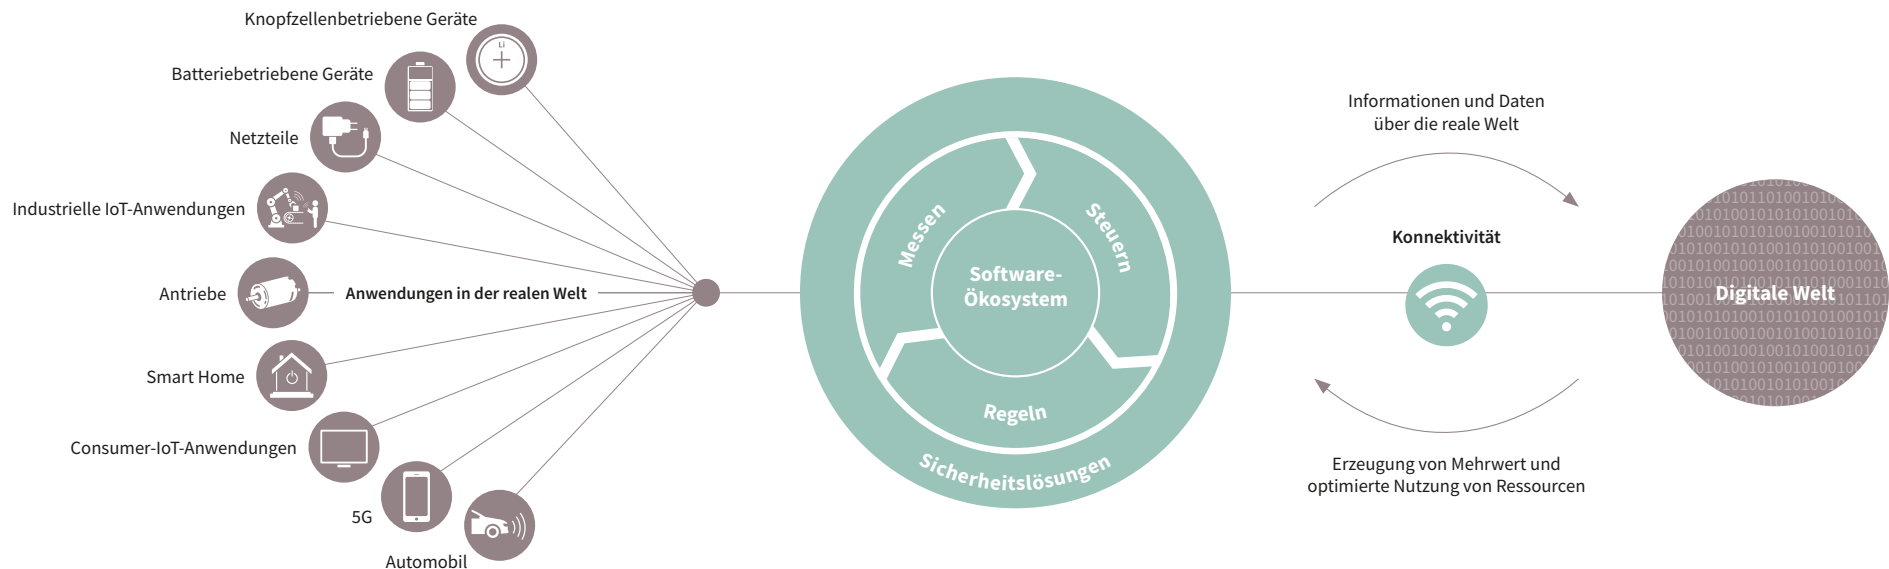 Knopfzellenbetriebene Geräte
Li
Batteriebetriebene Geräte
Netzteile
Industrielle IoT-Anwendungen
Antriebe
Anwendungen in der realen Welt
Smart Home
Consumer-IoT-Anwendungen
5G
Automobil
Messen
Steuern
Regeln
Software-
Ökosystem
Sicherheitslösungen
Informationen und Daten
über die reale Welt
Konnektivität
Erzeugung von Mehrwert und
optimierte Nutzung von Ressourcen
Digitale Welt